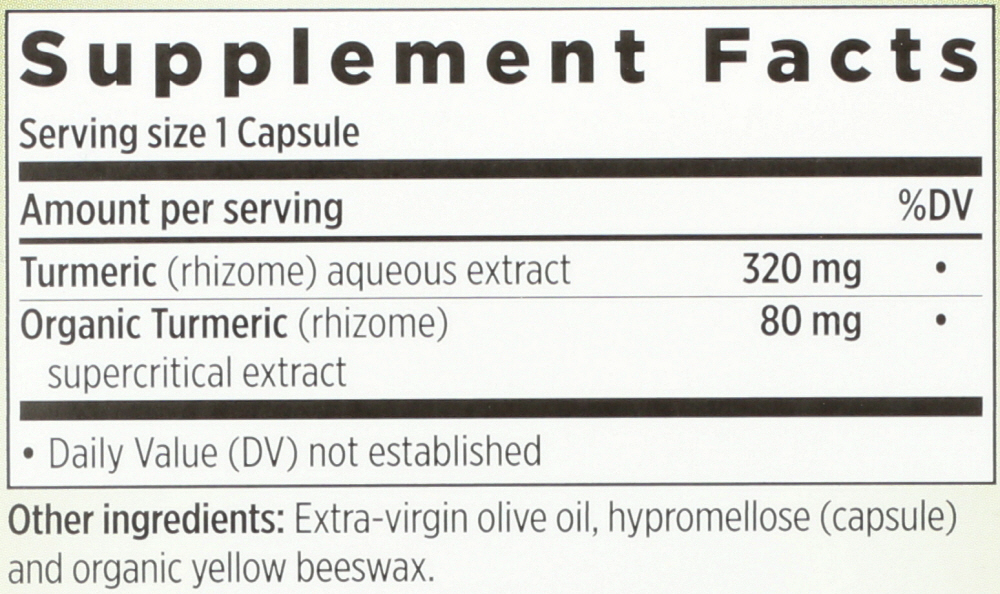 Supplement Facts
Serving size 1 Capsule
Amount per serving %DV
Turmeric (rhizome) aqueous extract 320 mg •
Organic Turmeric (rhizome) 80 mg •
supercritical extract
• Daily Value (DV) not established
Other ingredients: Extra-virgin olive oil, hypromellose (capsule)
and organic yellow beeswax.